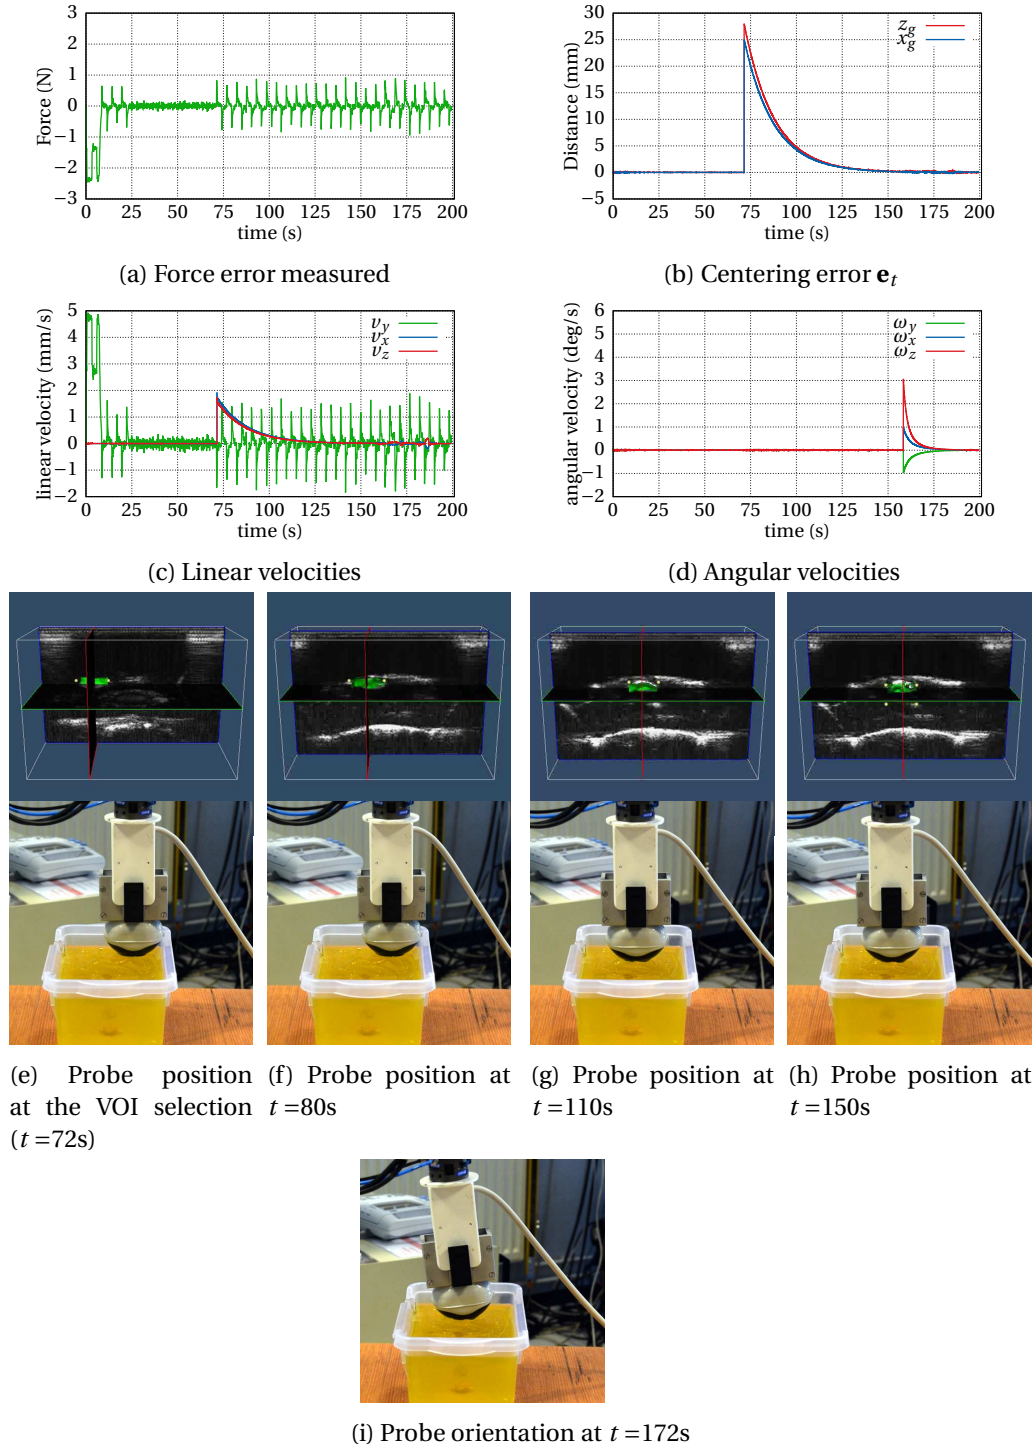 3
2
1
0
−1
−2
−3
Force (N)
0 25 50 75 100 125 150 175 200
time (s)
(a) Force error measured
30
25
20
15
10
5
0
−5
Distance (mm)
z_g
x_g
0 25 50 75 100 125 150 175 200
time (s)
(b) Centering error e_t
5
4
3
2
1
0
−1
−2
linear velocity (mm/s)
v_y
v_x
v_z
0 25 50 75 100 125 150 175 200
time (s)
(c) Linear velocities
6
5
4
3
2
1
0
−1
−2
angular velocity (deg/s)
ω_y
ω_x
ω_z
0 25 50 75 100 125 150 175 200
time (s)
(d) Angular velocities
(e) Probe position
at the VOI selection
(t =72s)
(f) Probe position at
t =80s
(g) Probe position at
t =110s
(h) Probe position at
t =150s
(i) Probe orientation at t =172s